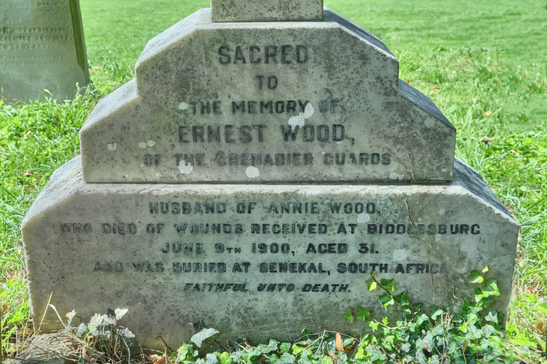 SACRED
TO
THE MEMORY OF
ERNEST WOOD,
OF THE GRENADIER GUARDS
HUSBAND OF ANNIE WOOD,
WHO DIED OF WOUNDS RECEIVED AT BIDDLESBURG
JUNE 9TH 1900, AGED 31.
AND WAS BURIED AT SENEKAL, SOUTH AFRICA
FAITHFUL UNTO DEATH.